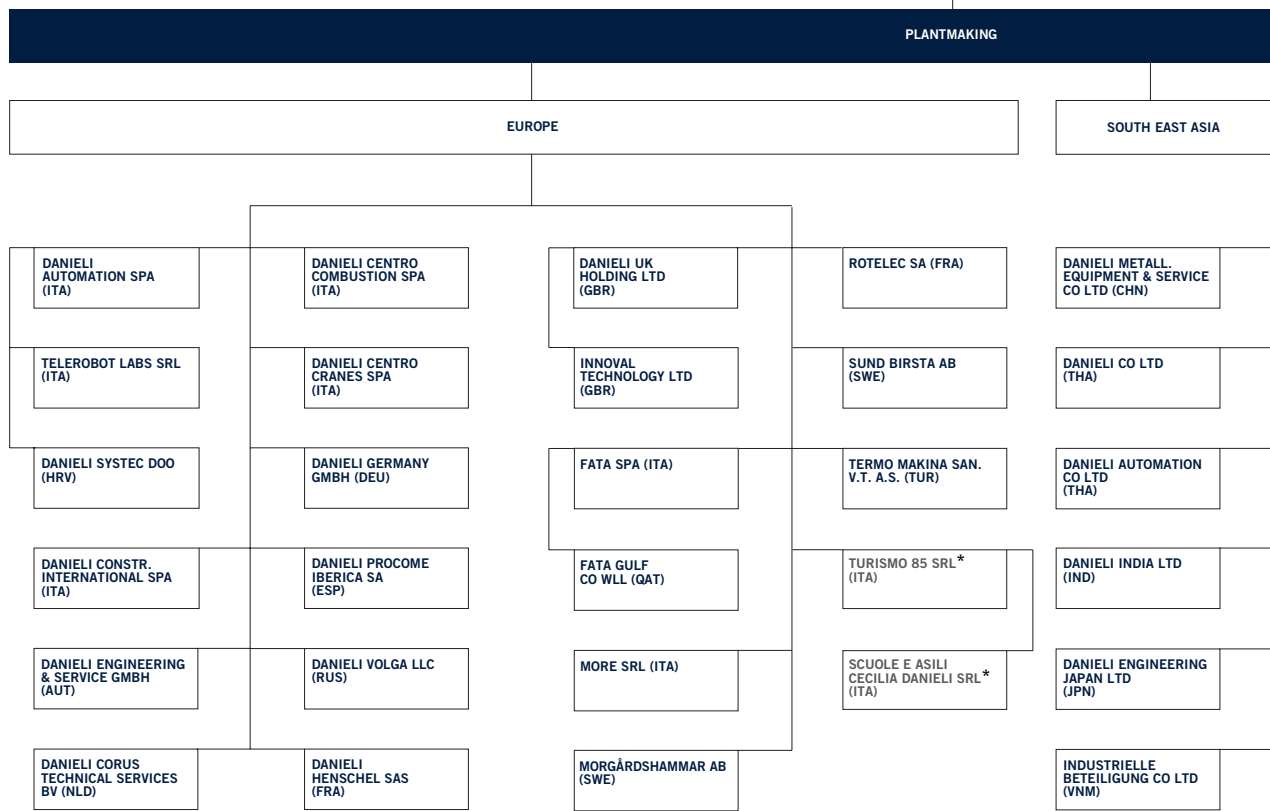 PLANTMAKING
EUROPE
SOUTH EAST ASIA
DANIELI
AUTOMATION SPA
(ITA)
TELEROBOT LABS SRL
(ITA)
DANIELI SYSTEC DOO
(HRV)
DANIELI CONSTR.
INTERNATIONAL SPA
(ITA)
DANIELI ENGINEERING
& SERVICE GMBH
(AUT)
DANIELI CORUS
TECHNICAL SERVICES
BV (NLD)
DANIELI CENTRO
COMBUSTION SPA
(ITA)
DANIELI CENTRO
CRANES SPA
(ITA)
DANIELI GERMANY
GMBH (DEU)
DANIELI PROCOME
IBERICA SA
(ESP)
DANIELI VOLGA LLC
(RUS)
DANIELI
HENSCHEL SAS
(FRA)
DANIELI UK
HOLDING LTD
(GBR)
INNOVAL
TECHNOLOGY LTD
(GBR)
FATA SPA (ITA)
FATA GULF
CO WLL (QAT)
MORE SRL (ITA)
MORGÅRDSHAMMAR AB
(SWE)
ROTELEC SA (FRA)
SUND BIRSTA AB
(SWE)
TERMO MAKINA SAN.
V.T. A.S. (TUR)
TURISMO 85 SRL*
(ITA)
SCUOLE E ASILI
CECILIA DANIELI SRL*
(ITA)
DANIELI METALL.
EQUIPMENT & SERVICE
CO LTD (CHN)
DANIELI CO LTD
(THA)
DANIELI AUTOMATION
CO LTD
(THA)
DANIELI INDIA LTD
(IND)
DANIELI ENGINEERING
JAPAN LTD
(JPN)
INDUSTRIELLE
BETEILIGUNG CO LTD
(VNM)